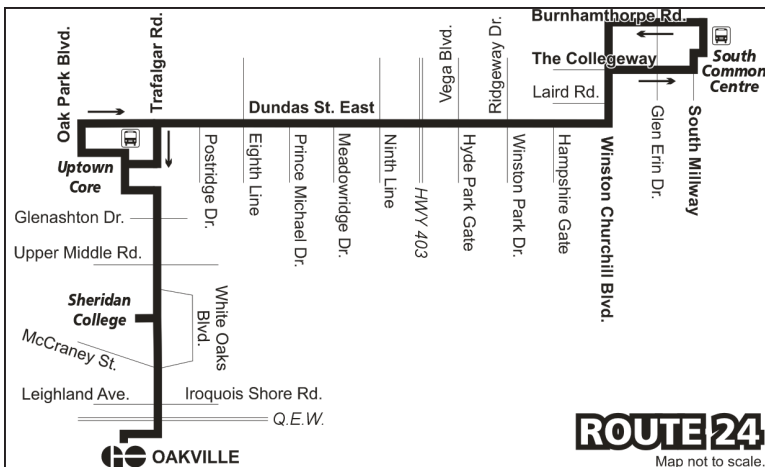 Burnhamthorpe Rd.
Oak Park Blvd.
Trafalgar Rd.
Vega Blvd.
Ridgeway Dr.
The Collegeway
South
Common
Centre
Laird Rd.
Dundas St. East
Uptown
Core
Postridge Dr.
Eighth Line
Prince Michael Dr.
Meadowridge Dr.
Ninth Line
HWY 403
Hyde Park Gate
Winston Park Dr.
Hampshire Gate
Winston Churchill Blvd.
Glen Erin Dr.
South Millway
Glenashton Dr.
Upper Middle Rd.
Sheridan
College
White Oaks
Blvd.
McCraney St.
Leighland Ave.
Iroquois Shore Rd.
Q.E.W.
GO OAKVILLE
ROUTE 24
Map not to scale.